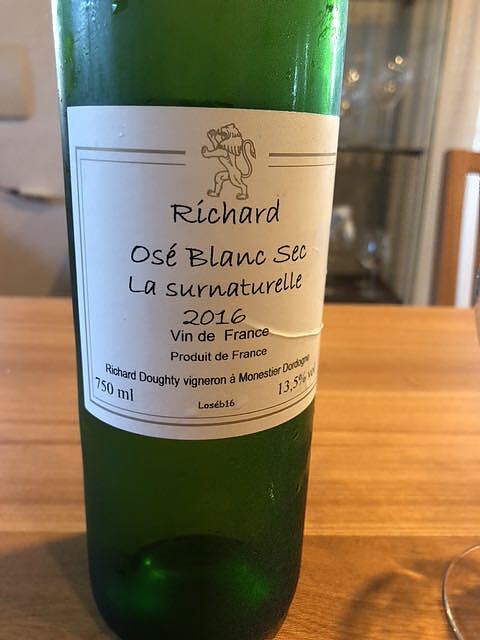 Richard
Osé Blanc Sec
La surnaturelle
2016
Vin de France
Produit de France
Richard Doughty vigneron à Monestier Dordogne
750 ml
13,5% vol
Loséb16